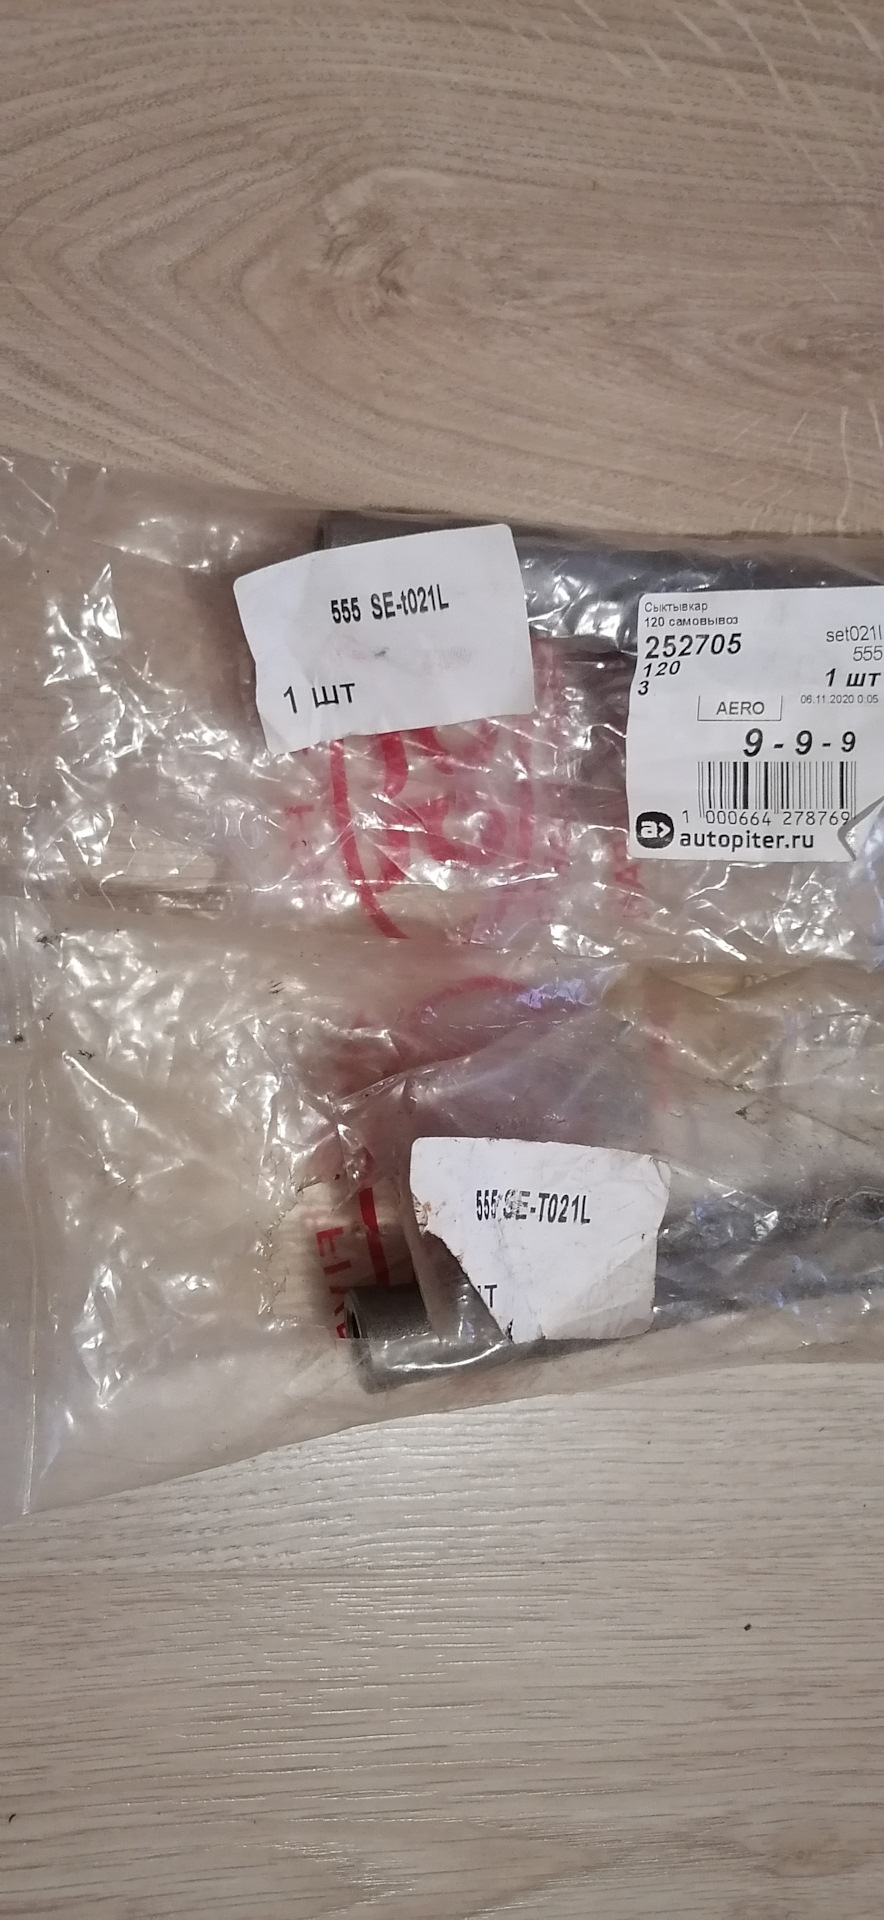 555 SE-t021L
1 шт
Сыктывкар
120 самовывоз
252705
set021l
555
120
1 шт
3
06.11.2020 0:05
AERO
9 - 9 - 9
1 000664 278769
a>
autopiter.ru
555 SE-T021L